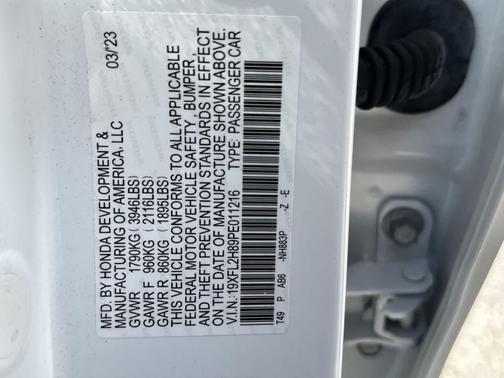 MFD. BY HONDA DEVELOPMENT & 03/23
MANUFACTURING OF AMERICA, LLC
GVWR 1790KG ( 3946LBS)
GAWR F 960KG ( 2116LBS)
GAWR R 860KG ( 1895LBS)
THIS VEHICLE CONFORMS TO ALL APPLICABLE
FEDERAL MOTOR VEHICLE SAFETY, BUMPER,
AND THEFT PREVENTION STANDARDS IN EFFECT
ON THE DATE OF MANUFACTURE SHOWN ABOVE.
V.I.N.:19XFL2H89PE011216 TYPE: PASSENGER CAR
T49 P AB6 -NH883P -Z -E